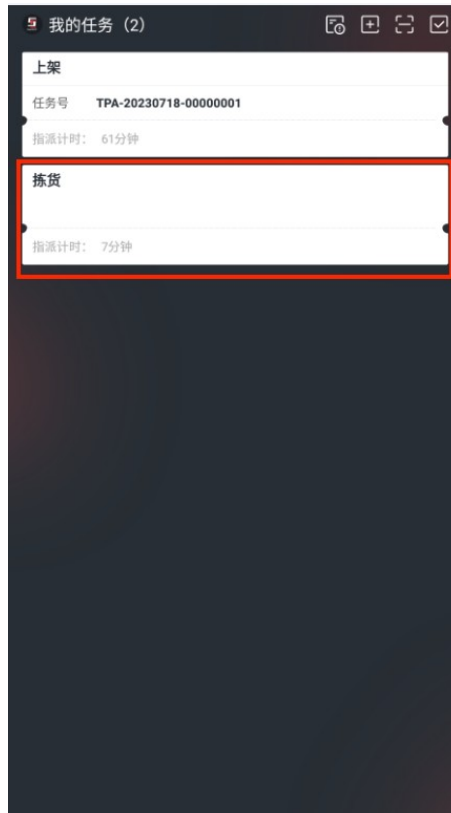 我的任务（2）
上架
任务号 TPA-20230718-00000001
指派计时： 61分钟
拣货
指派计时： 7分钟